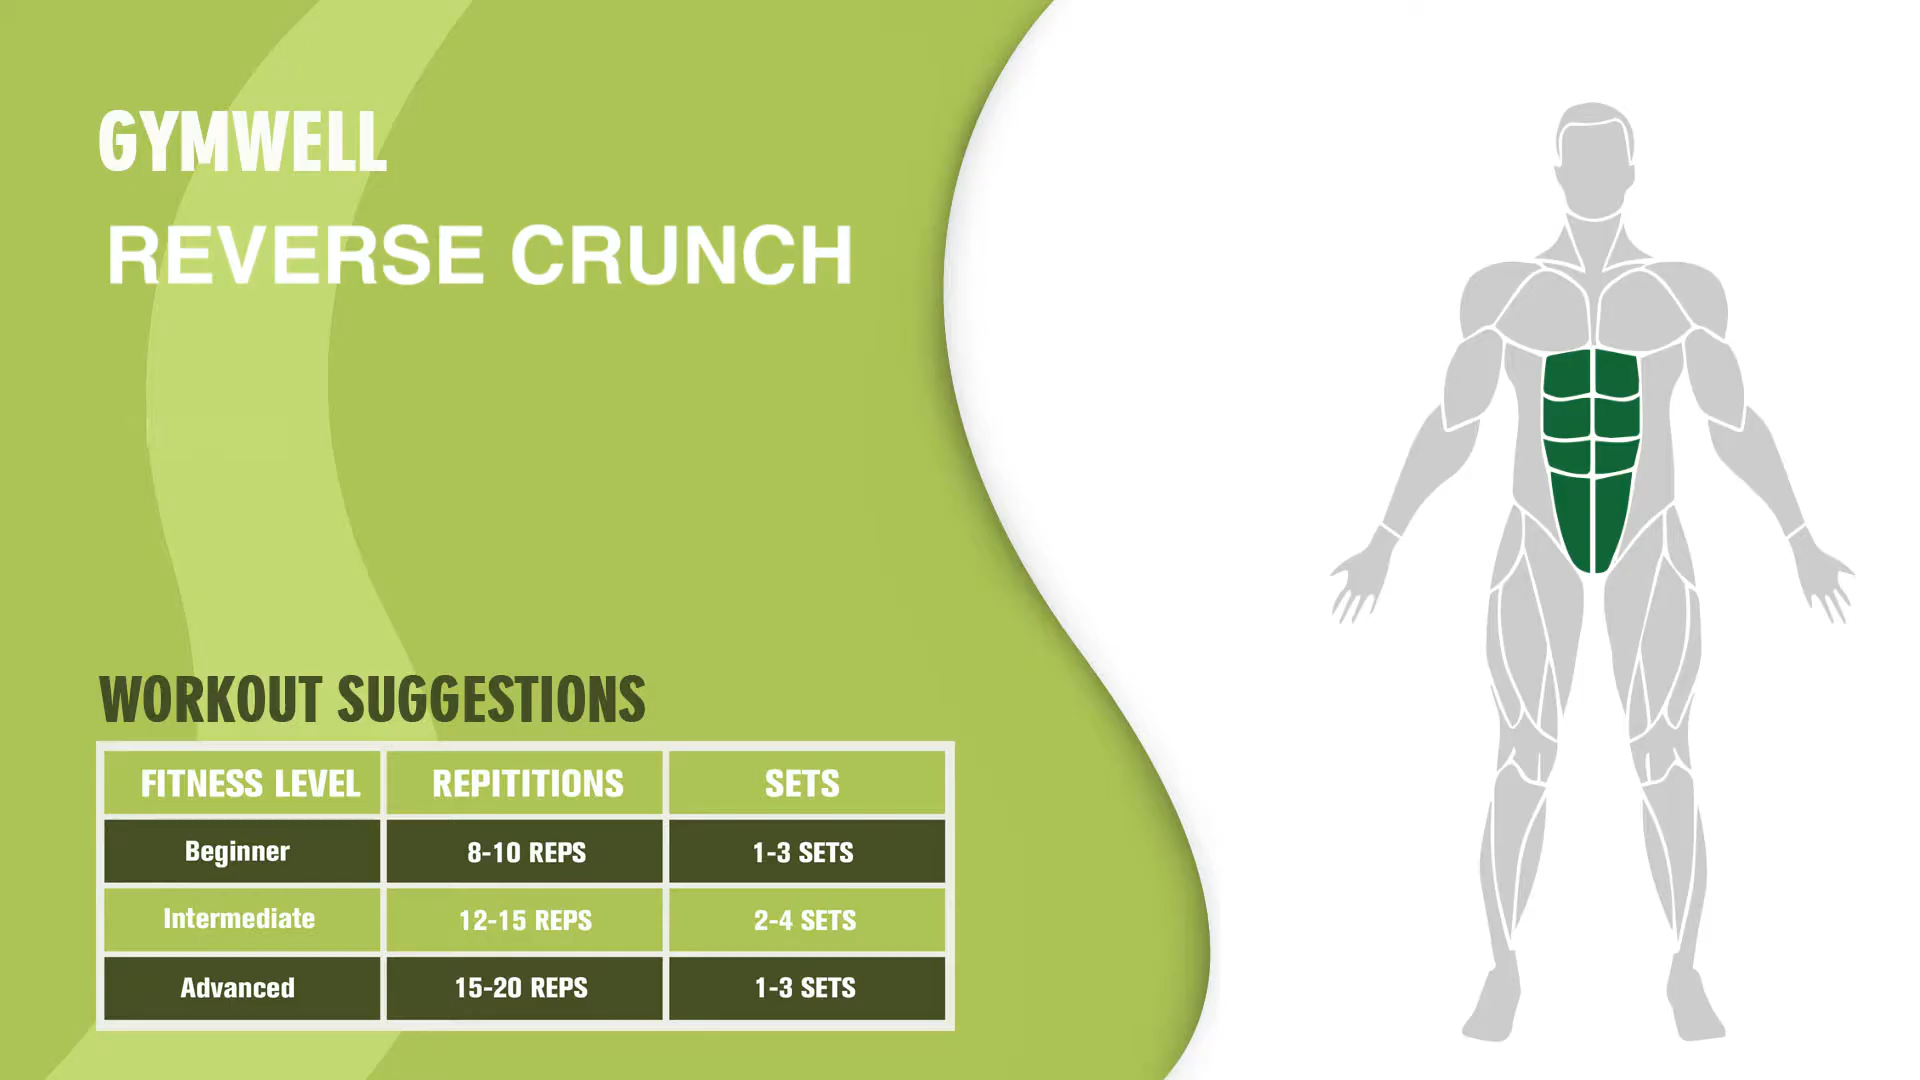 GYMWELL
REVERSE CRUNCH
WORKOUT SUGGESTIONS
FITNESS LEVEL REPITITIONS SETS
Beginner 8-10 REPS 1-3 SETS
Intermediate 12-15 REPS 2-4 SETS
Advanced 15-20 REPS 1-3 SETS